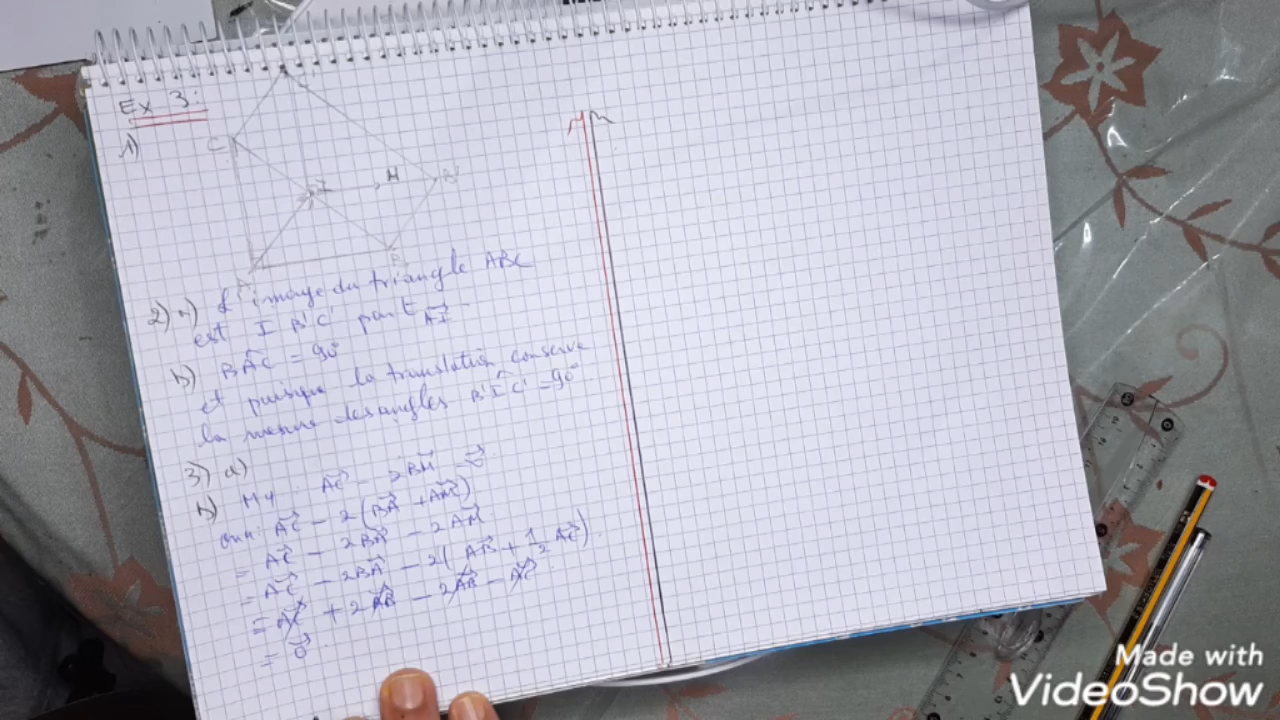 Ex 3:
1)
C
I
M
B'
A
B
2) a) L'image du triangle ABC
est I B'C' par t AI
b) BAC = 90°
et puisque la translation conserve
la mesure des angles B'IC' = 90°
3) a)
b) Mq : AC - 2BM = 0
on a: AC - 2(BA + AM)
= AC - 2BA - 2AM
= AC - 2BA - 2(AB + 1/2 AC)
= AC + 2AB - 2AB - AC
= 0
Made with
VideoShow